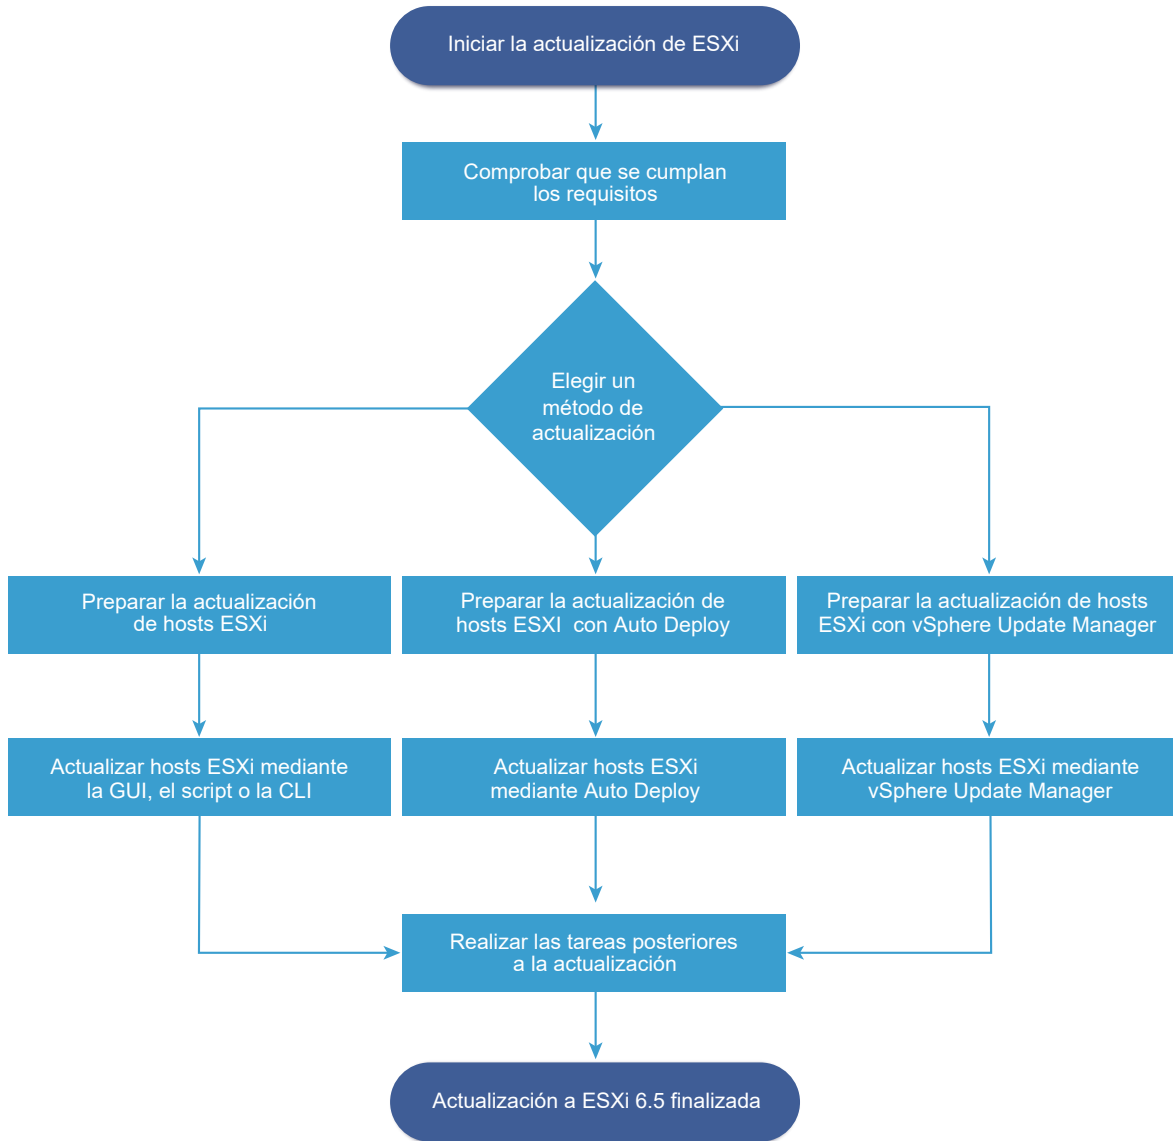 Iniciar la actualización de ESXi
Comprobar que se cumplan
los requisitos
Elegir un
método de
actualización
Preparar la actualización
de hosts ESXi
Preparar la actualización de
hosts ESXI  con Auto Deploy
Preparar la actualización de hosts
ESXi con vSphere Update Manager
Actualizar hosts ESXi mediante
la GUI, el script o la CLI
Actualizar hosts ESXi
mediante Auto Deploy
Actualizar hosts ESXi mediante
vSphere Update Manager
Realizar las tareas posteriores
a la actualización
Actualización a ESXi 6.5 finalizada